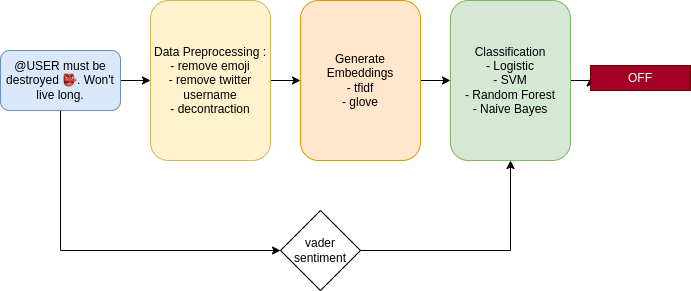 @USER must be
destroyed 👺. Won't
live long.
Data Preprocessing :
- remove emoji
- remove twitter
username
- decontraction
Generate
Embeddings
- tfidf
- glove
Classification
- Logistic
- SVM
- Random Forest
- Naive Bayes
OFF
vader
sentiment